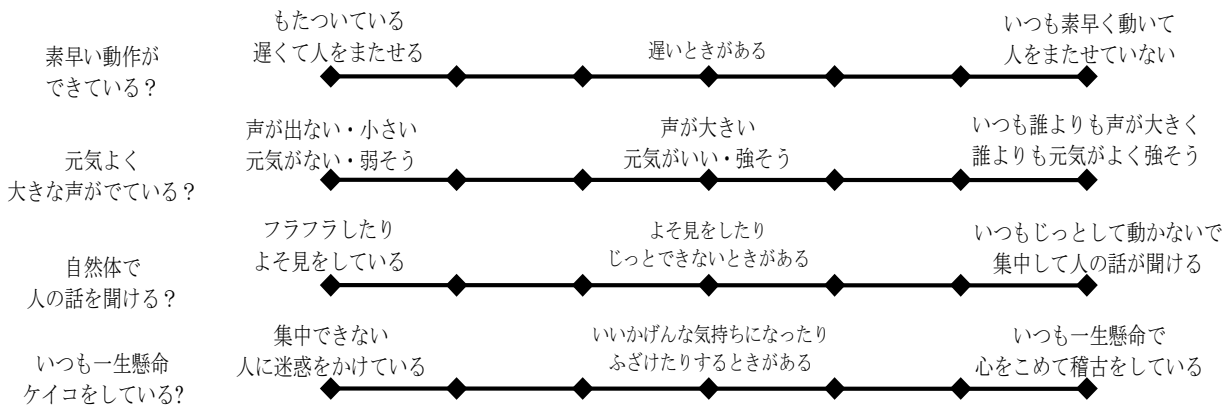 素早い動作が
できている？
もたついている
遅くて人をまたせる
遅いときがある
いつも素早く動いて
人をまたせていない
元気よく
大きな声がでている？
声が出ない・小さい
元気がない・弱そう
声が大きい
元気がいい・強そう
いつも誰よりも声が大きく
誰よりも元気がよく強そう
自然体で
人の話を聞ける？
フラフラしたり
よそ見をしている
よそ見をしたり
じっとできないときがある
いつもじっとして動かないで
集中して人の話が聞ける
いつも一生懸命
ケイコをしている?
集中できない
人に迷惑をかけている
いいかげんな気持ちになったり
ふざけたりするときがある
いつも一生懸命で
心をこめて稽古をしている